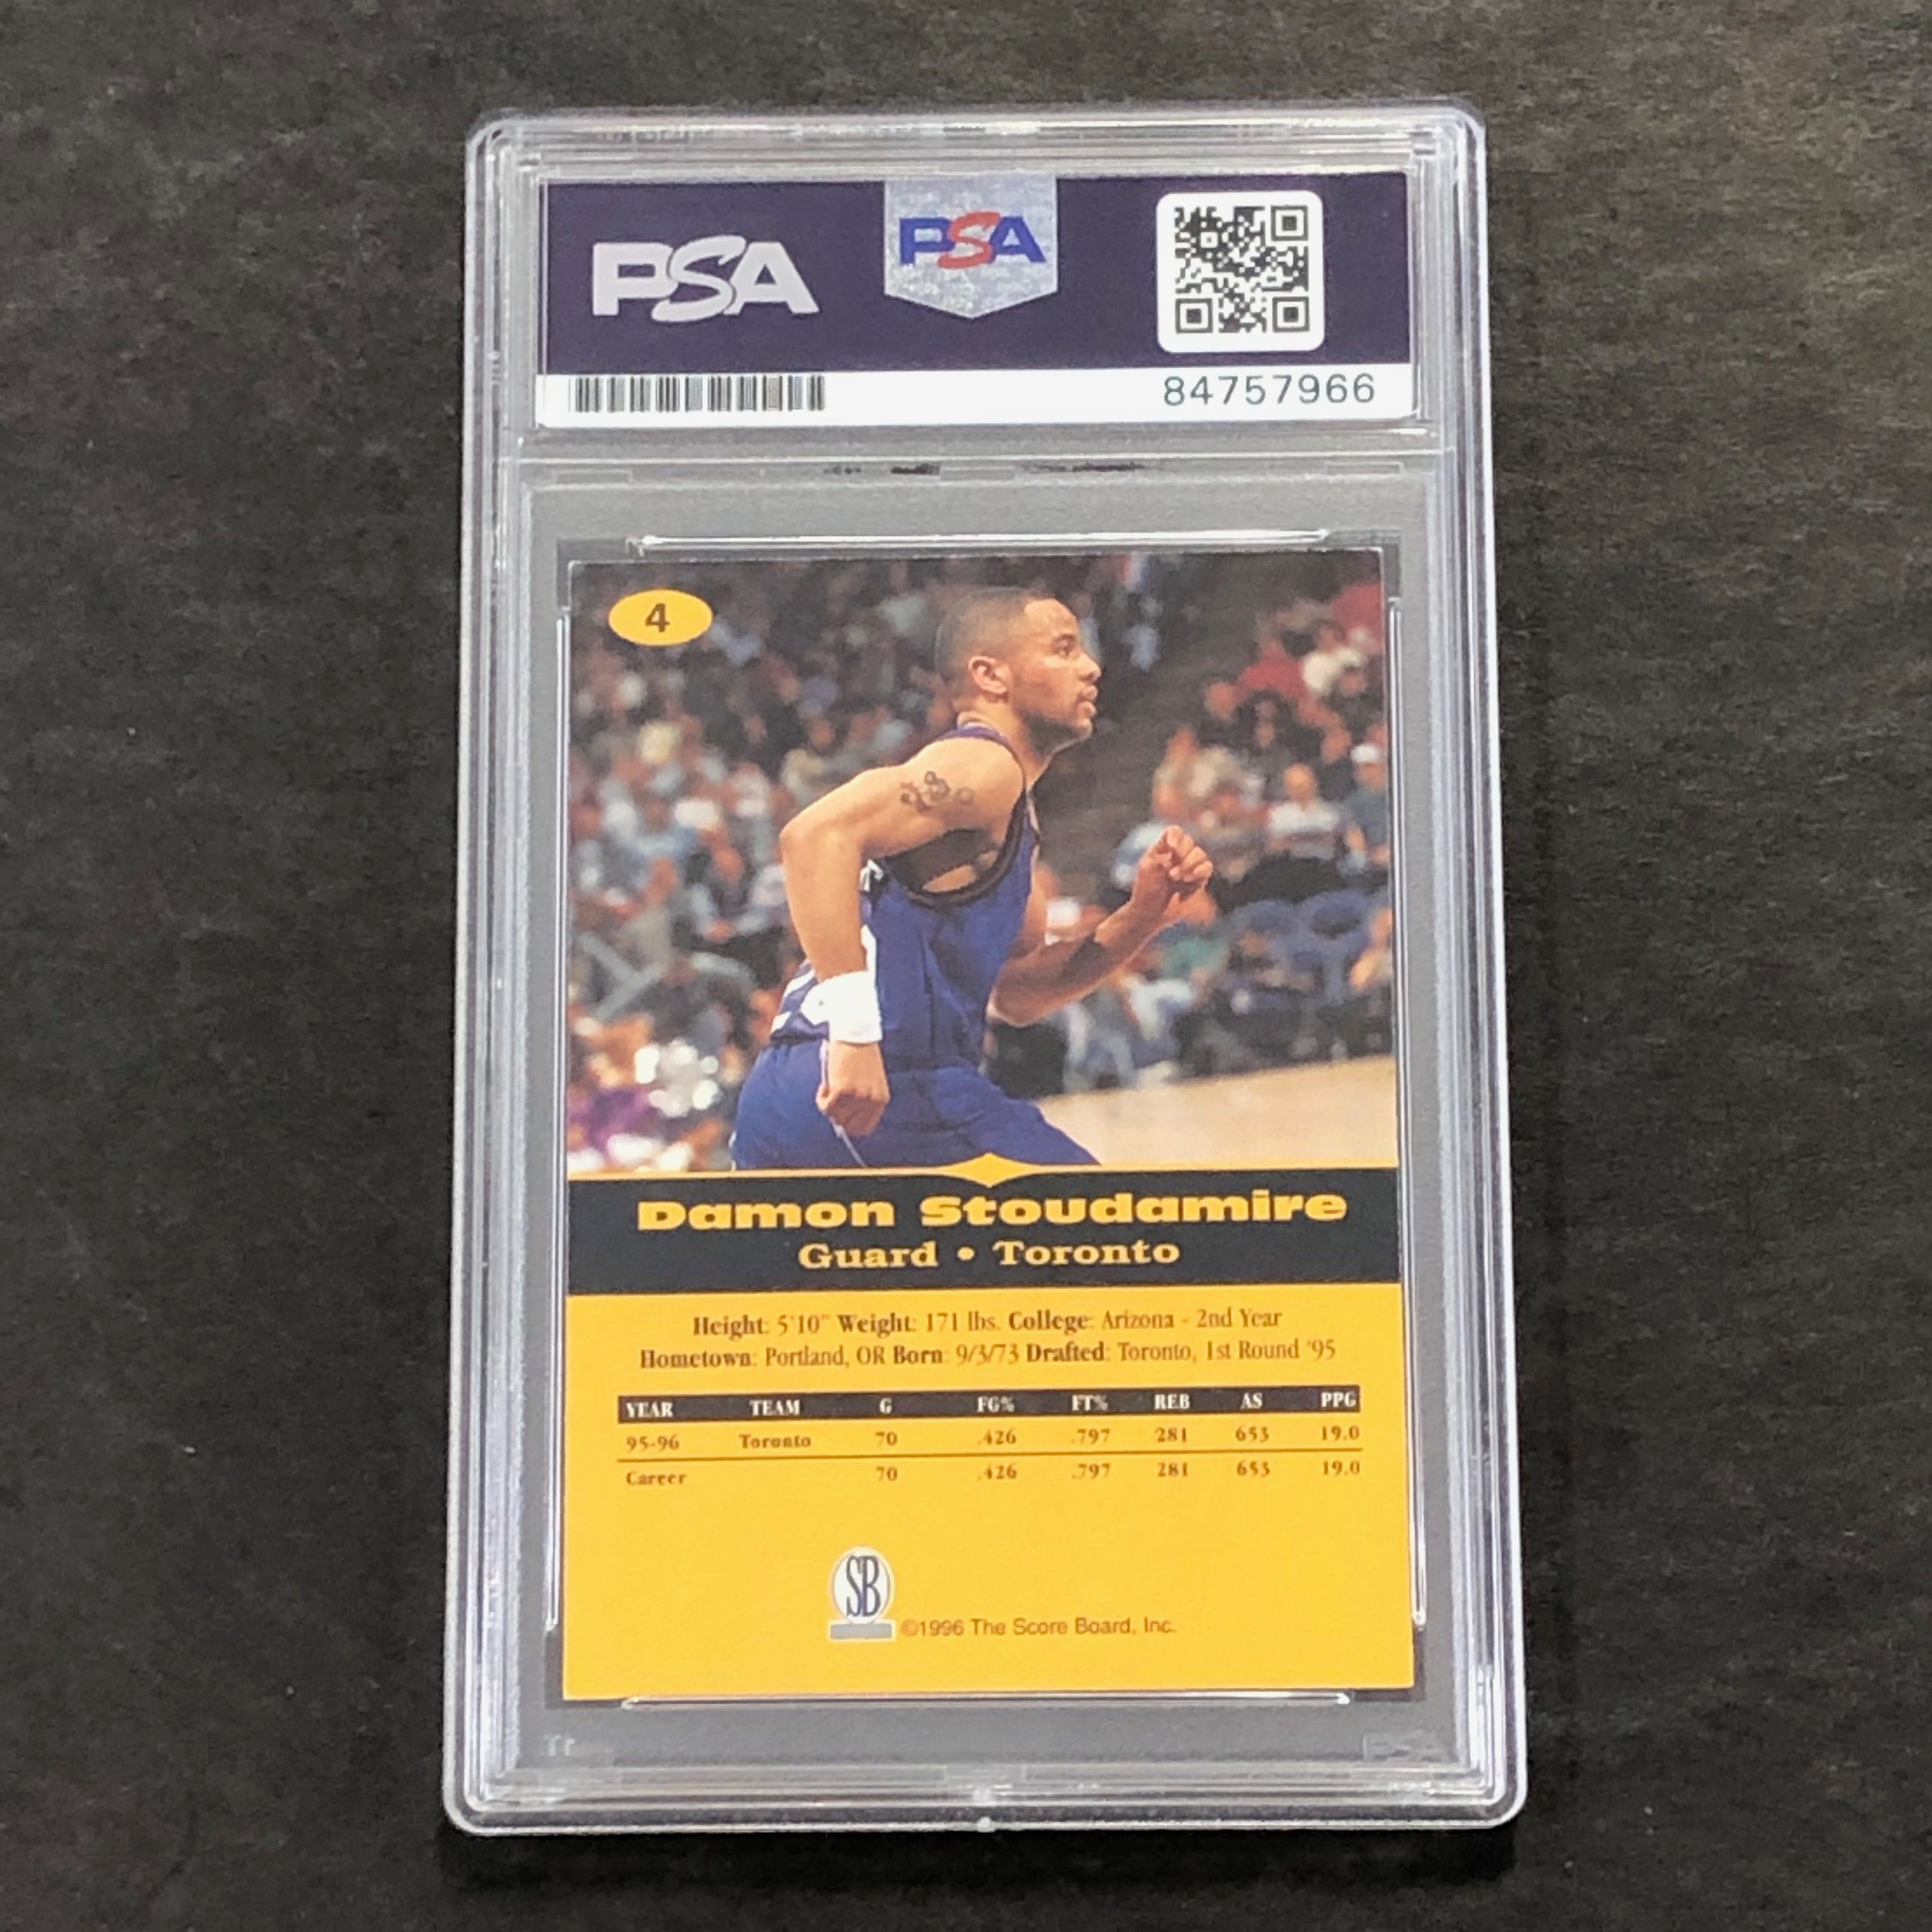 PSA PSA
84757966
4
Damon Stoudamire
Guard • Toronto
Height: 5'10" Weight: 171 lbs. College: Arizona - 2nd Year
Hometown: Portland, OR Born: 9/3/73 Drafted: Toronto, 1st Round '95
YEAR TEAM G FG% FT% REB AS PPG
95-96 Toronto 70 .426 .797 281 653 19.0
Career 70 .426 .797 281 653 19.0
SB ©1996 The Score Board, Inc.